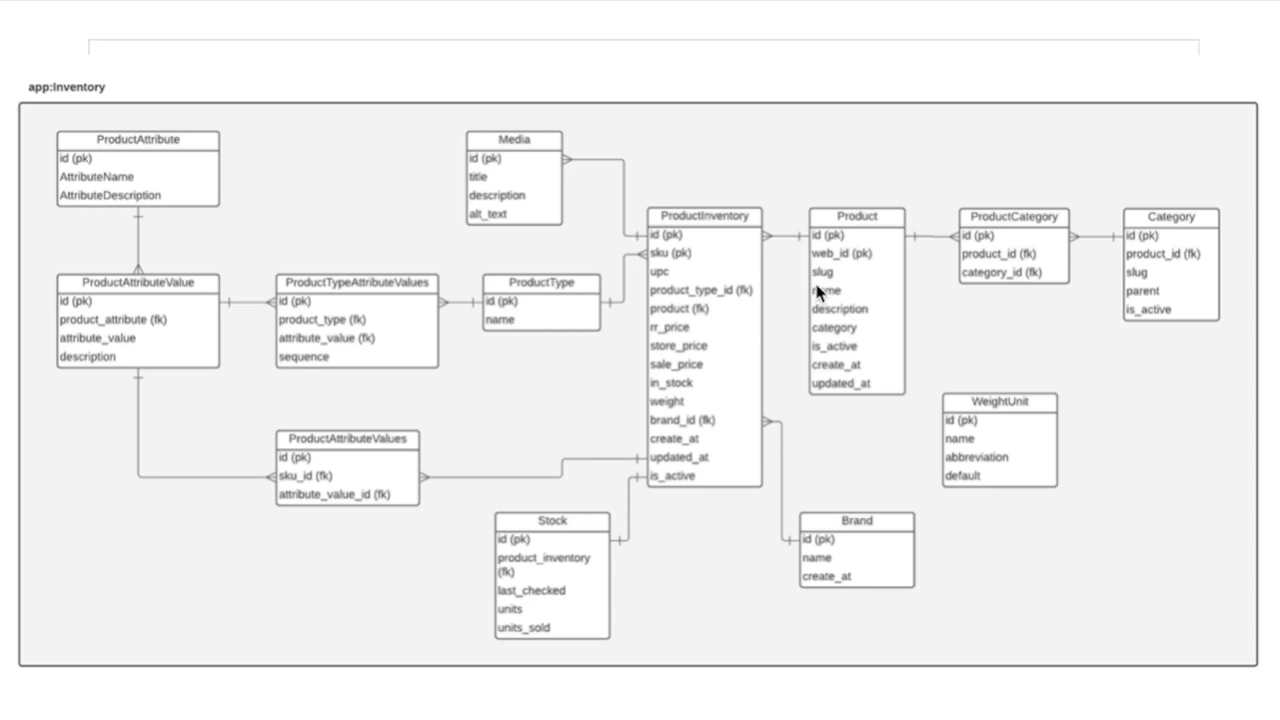 app:Inventory
ProductAttribute
id (pk)
AttributeName
AttributeDescription
Media
id (pk)
title
description
alt_text
ProductInventory
id (pk)
sku (pk)
upc
product_type_id (fk)
product (fk)
rr_price
store_price
sale_price
in_stock
weight
brand_id (fk)
create_at
updated_at
is_active
Product
id (pk)
web_id (pk)
slug
description
category
is_active
create_at
updated_at
ProductCategory
id (pk)
product_id (fk)
category_id (fk)
Category
id (pk)
product_id (fk)
slug
parent
is_active
ProductAttributeValue
id (pk)
product_attribute (fk)
attribute_value
description
ProductTypeAttributeValues
id (pk)
product_type (fk)
attribute_value (fk)
sequence
ProductType
id (pk)
name
WeightUnit
id (pk)
name
abbreviation
default
ProductAttributeValues
id (pk)
sku_id (fk)
attribute_value_id (fk)
Stock
id (pk)
product_inventory
(fk)
last_checked
units
units_sold
Brand
id (pk)
name
create_at